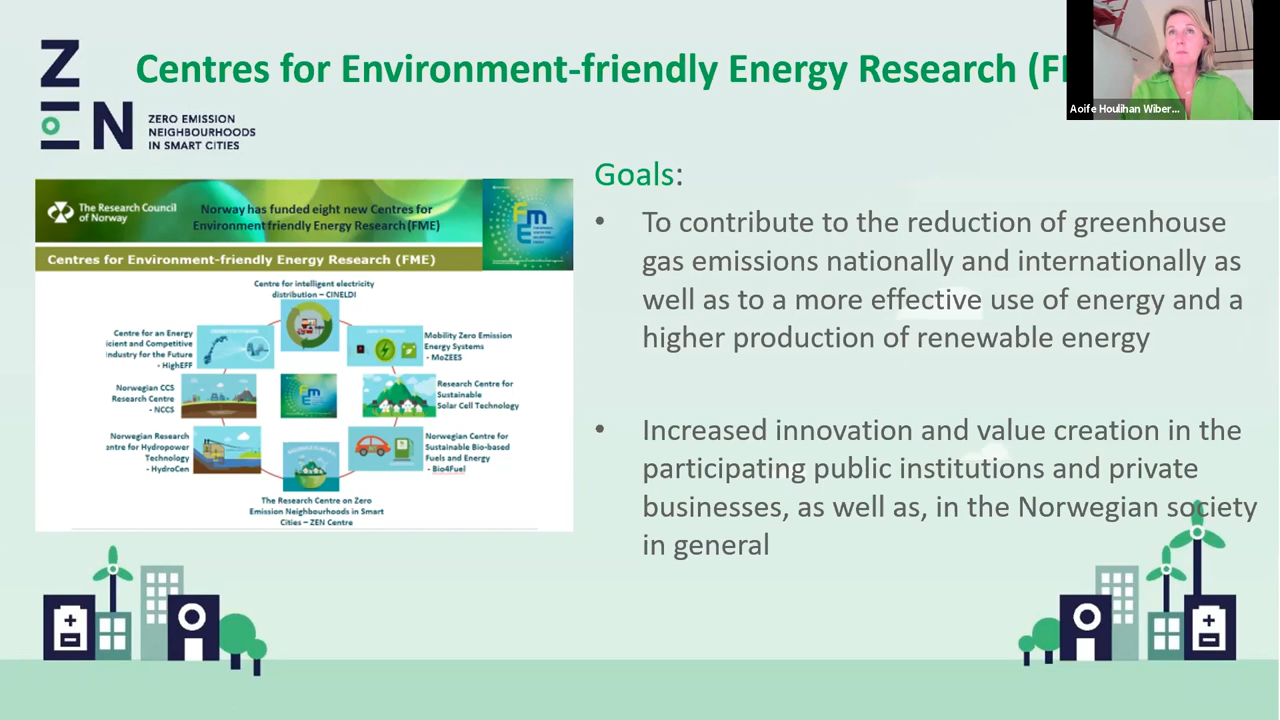 Z
EN
ZERO EMISSION
NEIGHBOURHOODS
IN SMART CITIES
Centres for Environment-friendly Energy Research (F
Aoife Houlihan Wiber...
The Research Council
of Norway
Norway has funded eight new Centres for
Environment friendly Energy Research (FME)
FmE
Centres for Environment-friendly Energy Research (FME)
Centre for intelligent electricity
distribution – CINELDI
Centre for an Energy
icient and Competitive
Industry for the Future
- HighEFF
Mobility Zero Emission
Energy Systems
- MoZEES
Norwegian CCS
Research Centre
- NCCS
FmE
Research Centre for
Sustainable
Solar Cell Technology
Norwegian Research
entre for Hydropower
Technology
- HydroCen
Norwegian Centre for
Sustainable Bio-based
Fuels and Energy
- Bio4Fuel
The Research Centre on Zero
Emission Neighbourhoods in Smart
Cities – ZEN Centre
Goals:
• To contribute to the reduction of greenhouse
gas emissions nationally and internationally as
well as to a more effective use of energy and a
higher production of renewable energy
• Increased innovation and value creation in the
participating public institutions and private
businesses, as well as, in the Norwegian society
in general